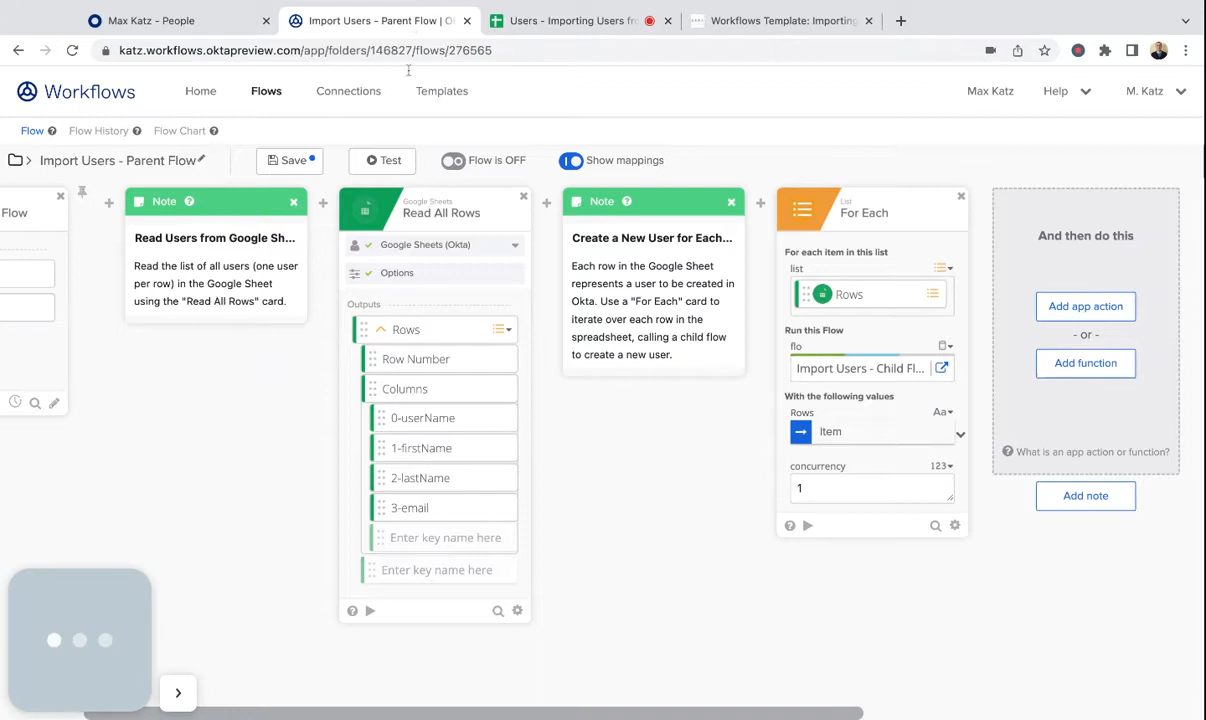 Max Katz - People
Import Users - Parent Flow | O
Users - Importing Users fr
Workflows Template: Importing
katz.workflows.oktapreview.com/app/folders/146827/flows/276565
Workflows
Home
Flows
Connections
Templates
Max Katz
Help
M. Katz
Flow
Flow History
Flow Chart
Import Users - Parent Flow
Save
Test
Flow is OFF
Show mappings
Flow
Note
Read Users from Google Sh...
Read the list of all users (one user
per row) in the Google Sheet
using the "Read All Rows" card.
Google Sheets
Read All Rows
Google Sheets (Okta)
Options
Outputs
Rows
Row Number
Columns
0-userName
1-firstName
2-lastName
3-email
Enter key name here
Enter key name here
Note
Create a New User for Each...
Each row in the Google Sheet
represents a user to be created in
Okta. Use a "For Each" card to
iterate over each row in the
spreadsheet, calling a child flow
to create a new user.
List
For Each
For each item in this list
list
Rows
Run this Flow
flo
Import Users - Child Fl...
With the following values
Rows
Aa
Item
concurrency
123
1
And then do this
Add app action
- or -
Add function
What is an app action or function?
Add note